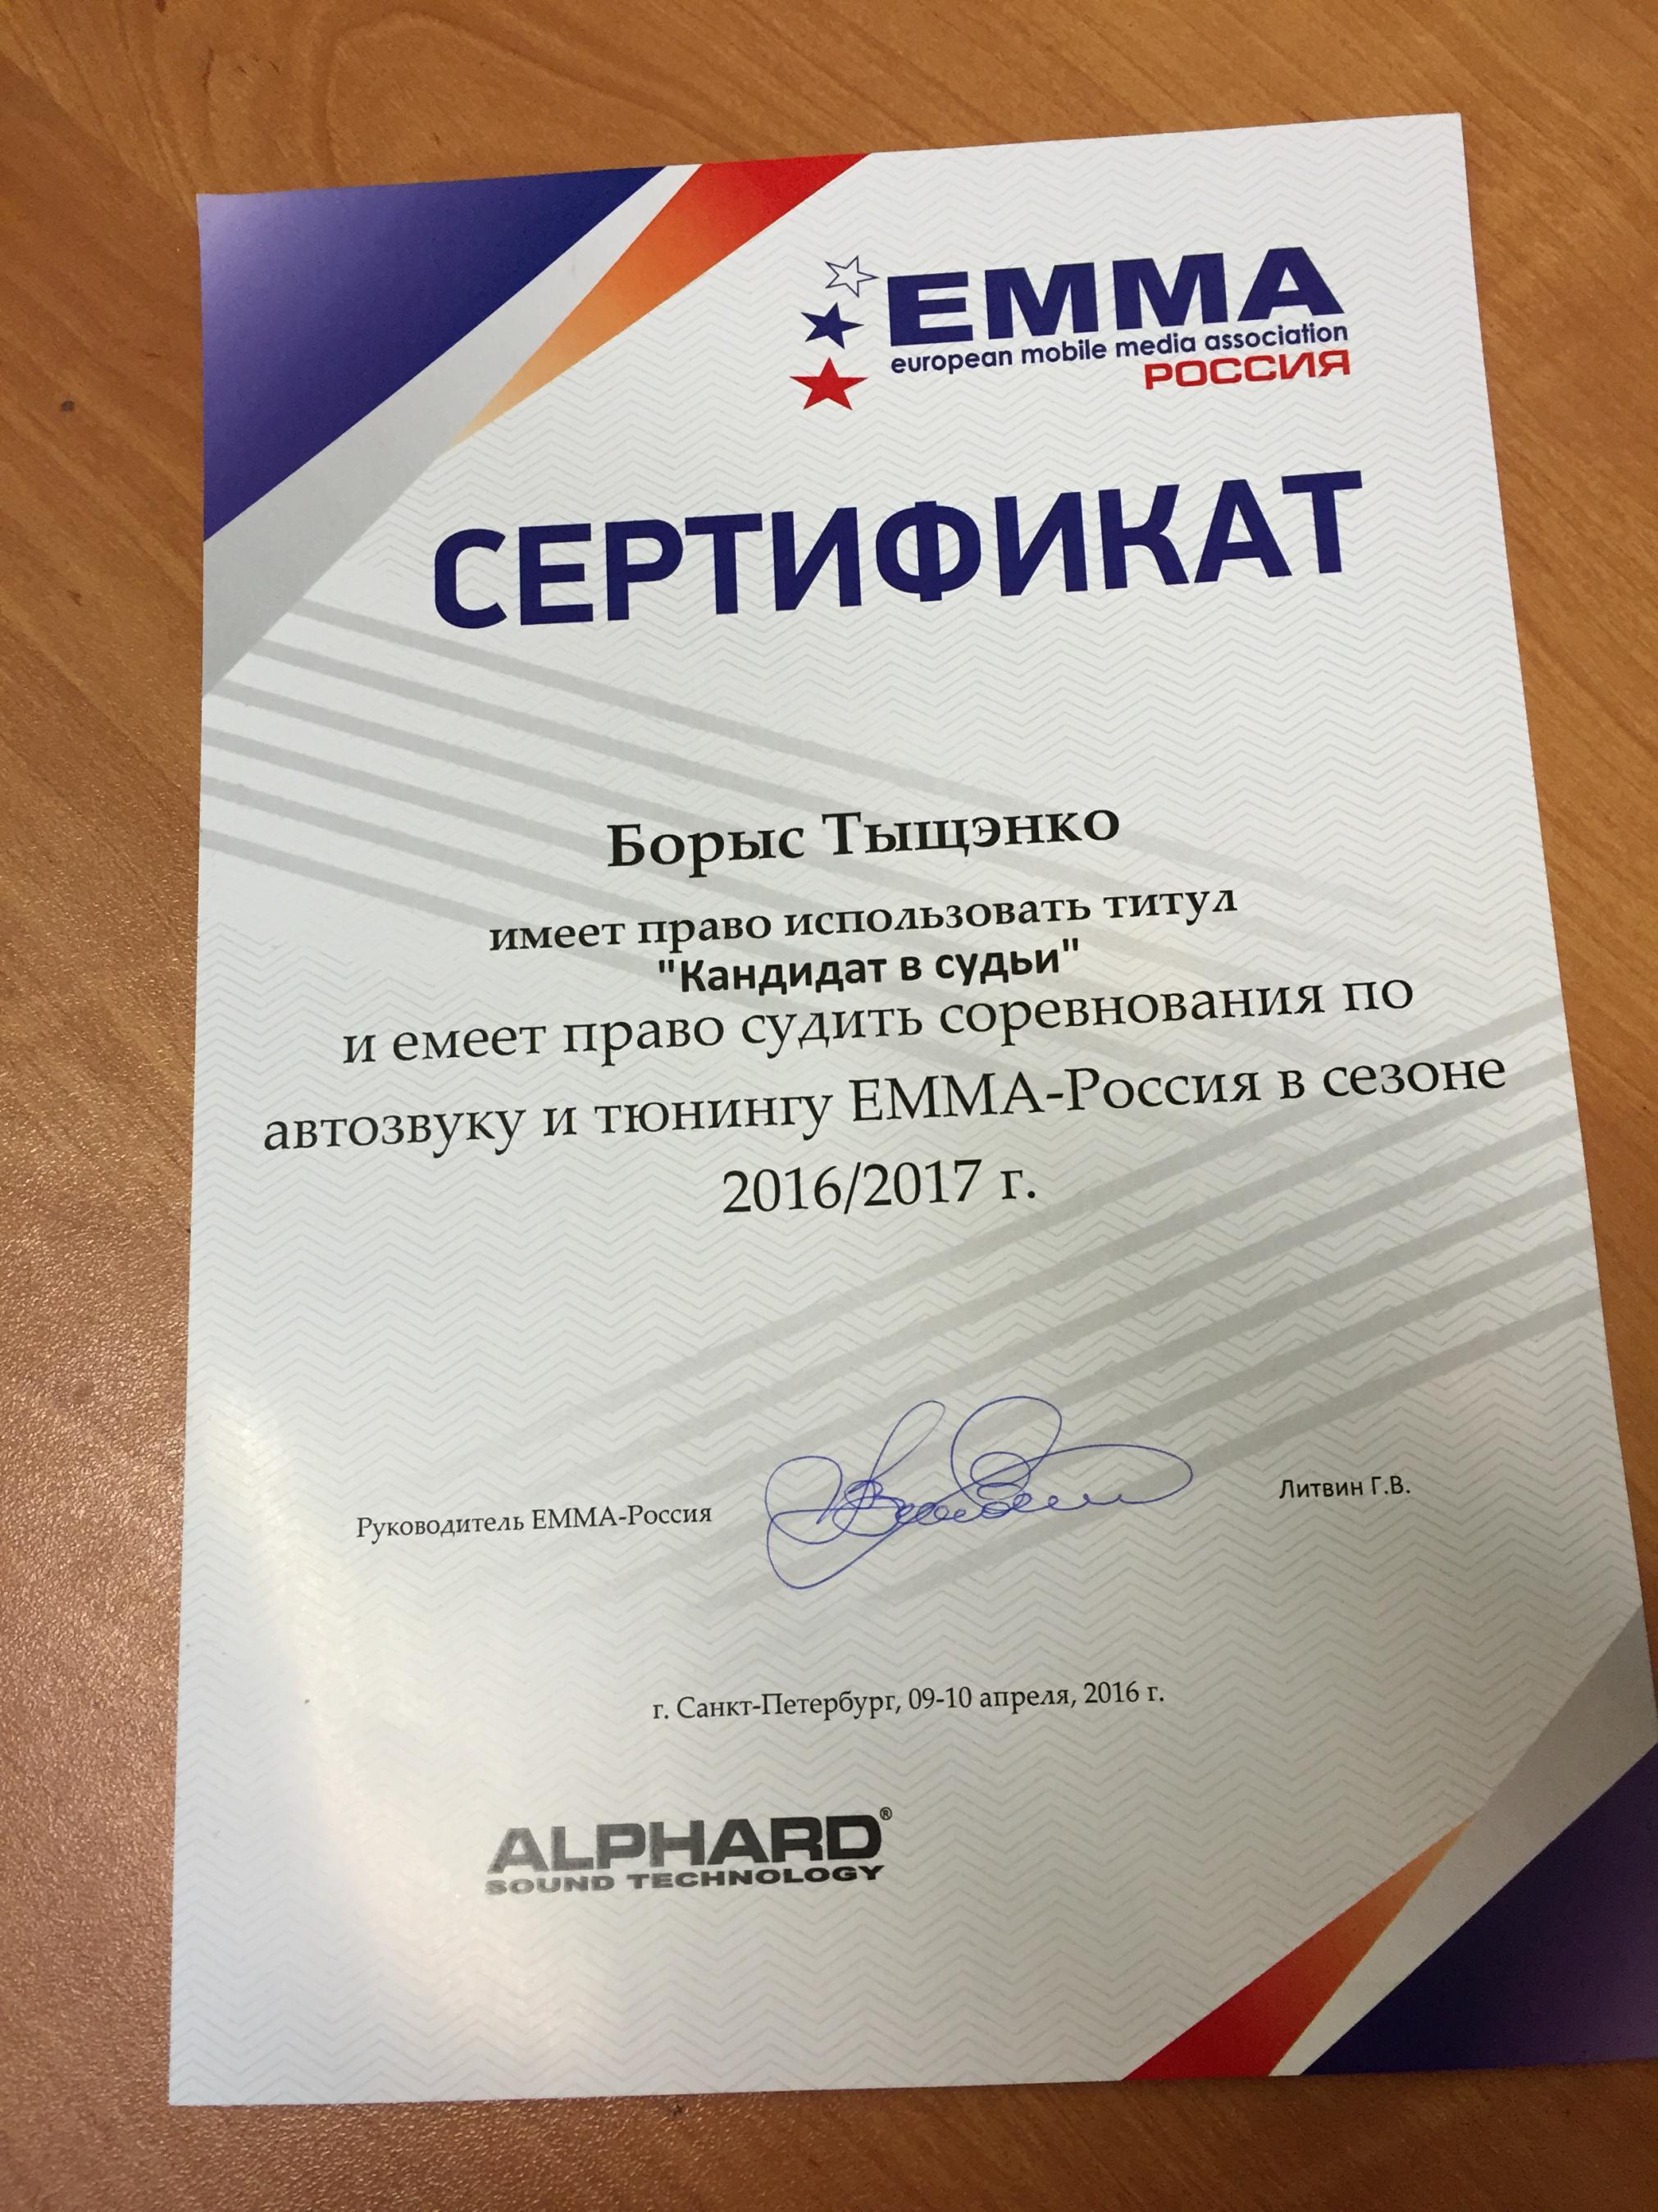 EMMA
european mobile media association
РОССИЯ
СЕРТИФИКАТ
Борыс Тыщэнко
имеет право использовать титул
"Кандидат в судьи"
и емеет право судить соревнования по
автозвуку и тюнингу ЕММА-Россия в сезоне
2016/2017 г.
Руководитель ЕММА-Россия
Литвин Г.В.
г. Санкт-Петербург, 09-10 апреля, 2016 г.
ALPHARD®
SOUND TECHNOLOGY